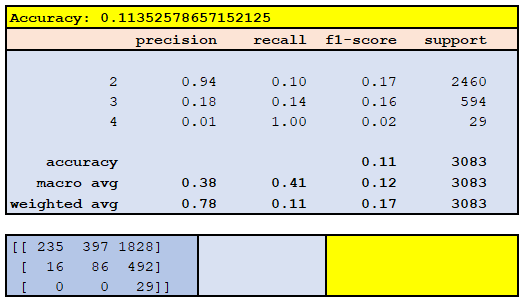 Accuracy: 0.11352578657152125
precision recall f1-score support
2 0.94 0.10 0.17 2460
3 0.18 0.14 0.16 594
4 0.01 1.00 0.02 29
accuracy 0.11 3083
macro avg 0.38 0.41 0.12 3083
weighted avg 0.78 0.11 0.17 3083
[[ 235 397 1828]
[ 16 86 492]
[ 0 0 29]]